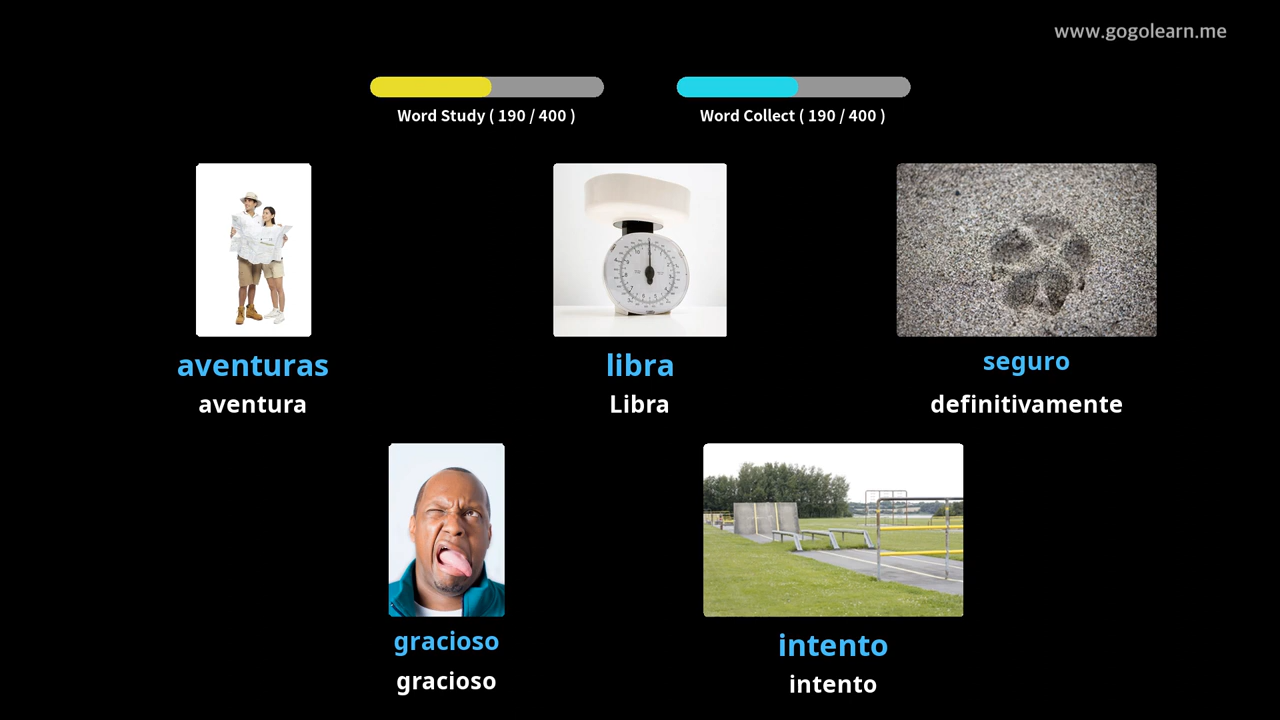 www.gogolearn.me
Word Study ( 190 / 400 )
Word Collect ( 190 / 400 )
aventuras
aventura
libra
Libra
seguro
definitivamente
gracioso
gracioso
intento
intento